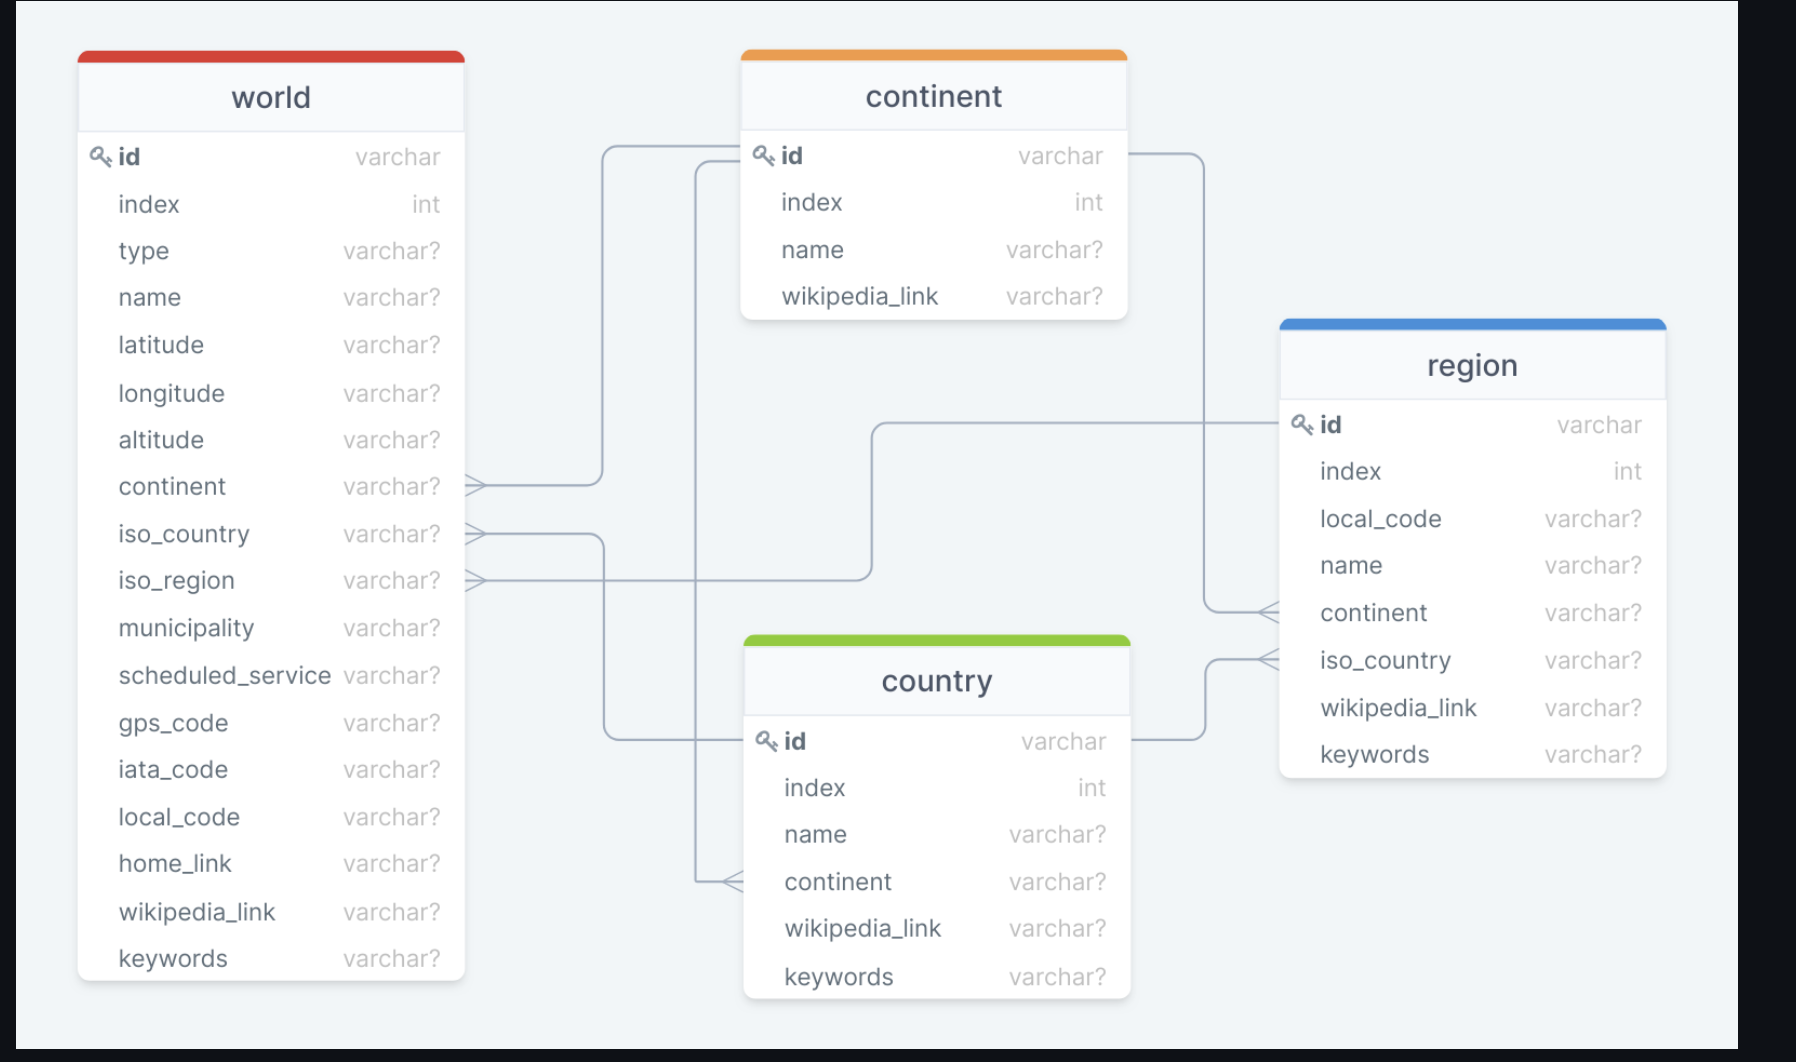 world
id varchar
index int
type varchar?
name varchar?
latitude varchar?
longitude varchar?
altitude varchar?
continent varchar?
iso_country varchar?
iso_region varchar?
municipality varchar?
scheduled_service varchar?
gps_code varchar?
iata_code varchar?
local_code varchar?
home_link varchar?
wikipedia_link varchar?
keywords varchar?
continent
id varchar
index int
name varchar?
wikipedia_link varchar?
country
id varchar
index int
name varchar?
continent varchar?
wikipedia_link varchar?
keywords varchar?
region
id varchar
index int
local_code varchar?
name varchar?
continent varchar?
iso_country varchar?
wikipedia_link varchar?
keywords varchar?